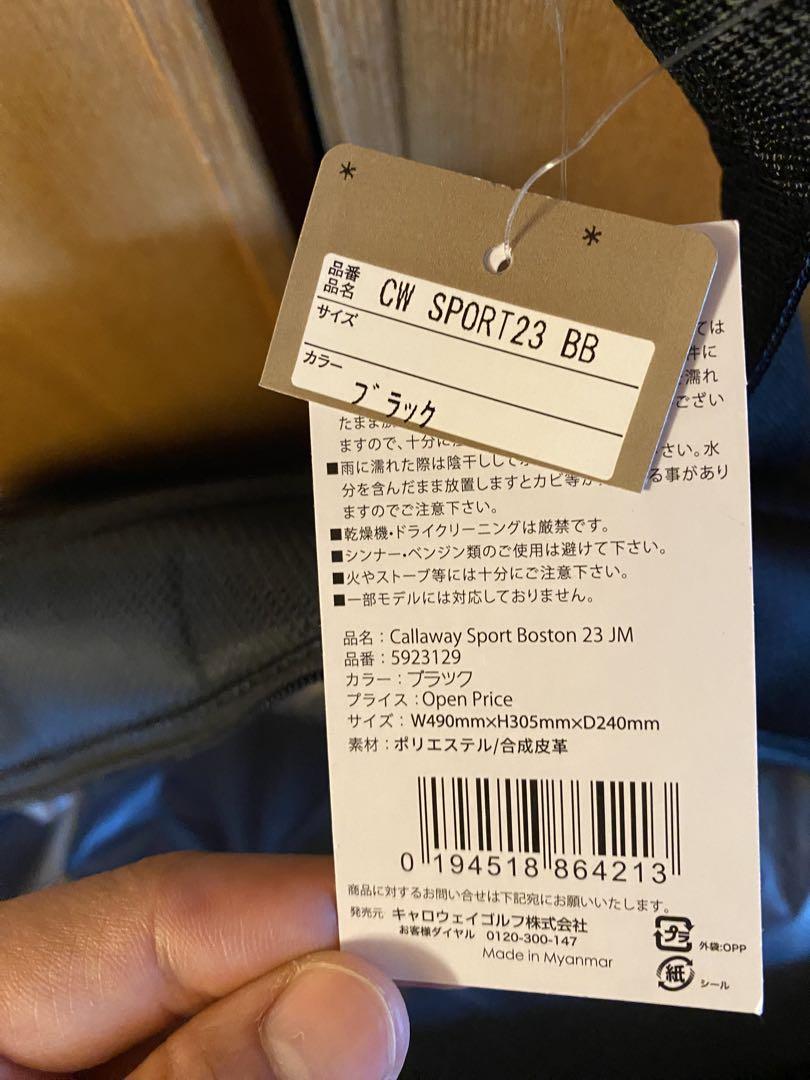 *
*
品番
品名
CW SPORT23 BB
サイズ
カラー
ブラック
ては
に
濡れ
ござい
たまま
ますので、十分に
さい。水
■雨に濡れた際は陰干しして
分を含んだまま放置しますとカビ等が
る事があり
ますのでご注意下さい。
■乾燥機・ドライクリーニングは厳禁です。
■シンナー・ベンジン類のご使用は避けて下さい。
■火やストーブ等には十分にご注意下さい。
■一部モデルには対応しておりません。
品名：Callaway Sport Boston 23 JM
品番：5923129
カラー：ブラック
プライス：Open Price
サイズ：W490mm×H305mm×D240mm
素材：ポリエステル/合成皮革
0 194518 864213
商品に対するお問い合せは下記宛にお願いいたします。
発売元 キャロウェイゴルフ株式会社
お客様ダイヤル 0120-300-147
Made in Myanmar
プラ 外袋:OPP
紙 シール